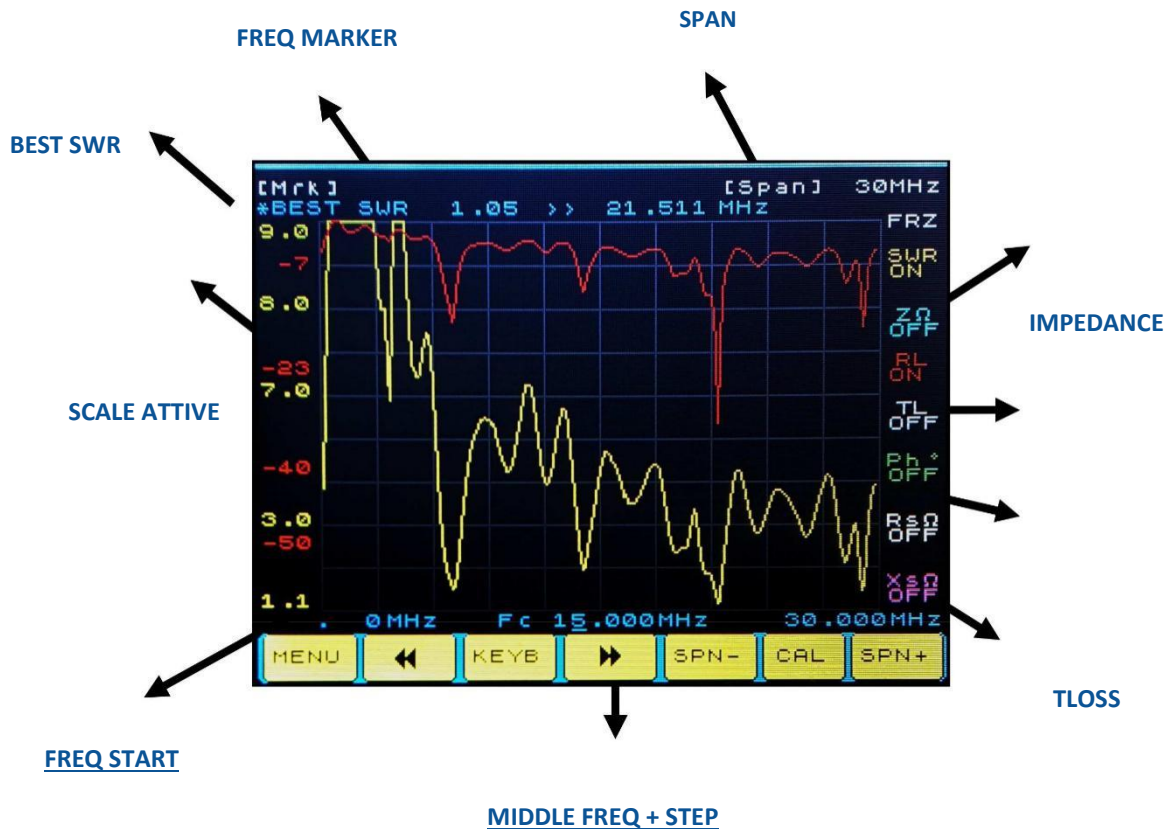 SPAN
FREQ MARKER
BEST SWR
[Mrk] [Span] 30MHz
*BEST SWR 1.05 >> 21.511 MHz
FRZ
9.0
-7
SWR
ON
8.0
ZΩ
OFF
IMPEDANCE
-23
RL
ON
7.0
SCALE ATTIVE
TL
OFF
-40
Ph°
OFF
3.0
RsΩ
OFF
-50
XsΩ
OFF
1.1
. 0MHz Fc 15.000MHz 30.000MHz
MENU KEYB SPN- CAL SPN+
TLOSS
FREQ START
MIDDLE FREQ + STEP